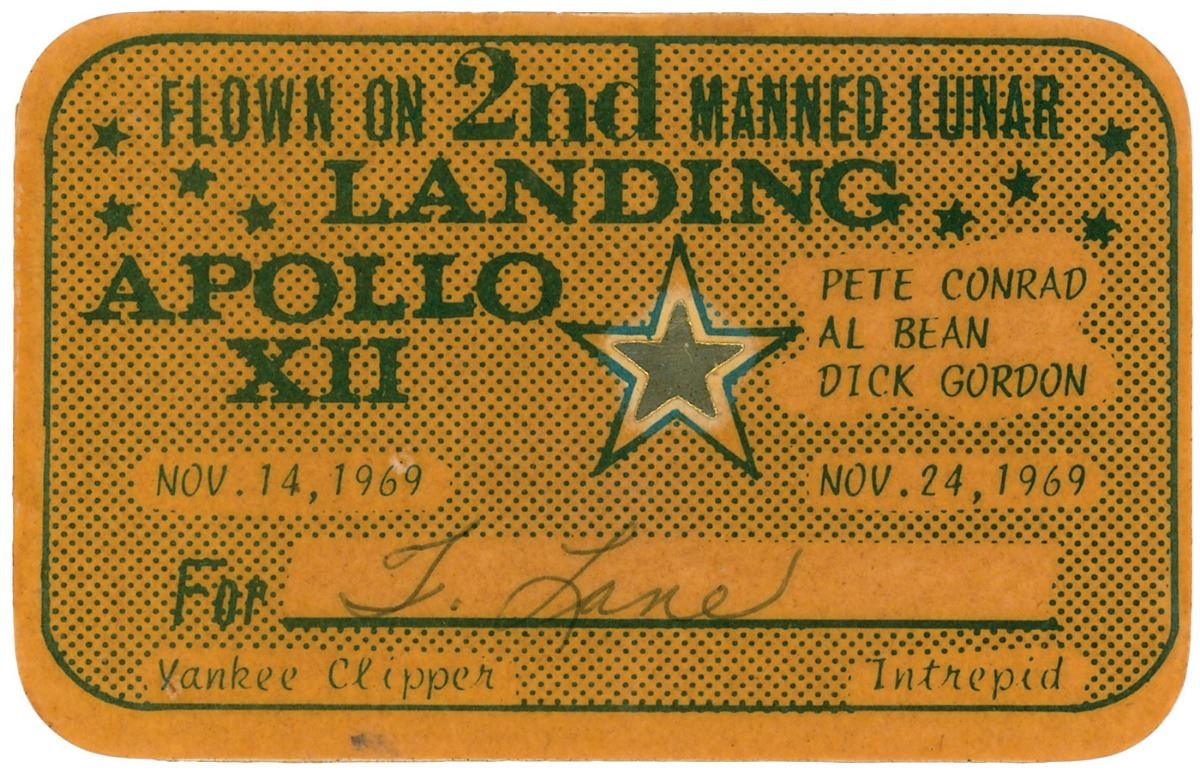 FLOWN ON 2nd MANNED LUNAR
LANDING
APOLLO
XII
PETE CONRAD
AL BEAN
DICK GORDON
NOV. 14, 1969
NOV. 24, 1969
For T. Lane
Yankee Clipper
Intrepid